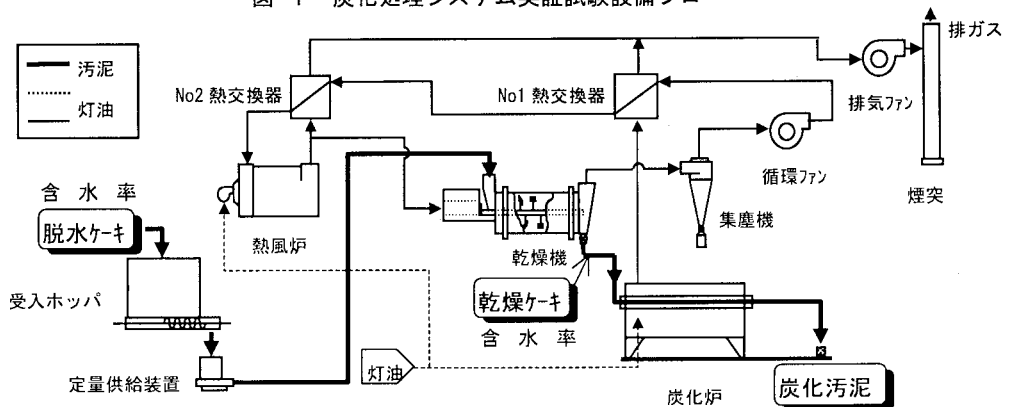 図 1 炭化処理システム実証試験設備フロー
汚泥
灯油
No2 熱交換器
No1 熱交換器
排ガス
排気ファン
循環ファン
煙突
集塵機
含水率
脱水ケーキ
熱風炉
乾燥機
受入ホッパ
乾燥ケーキ
含水率
定量供給装置
灯油
炭化炉
炭化汚泥